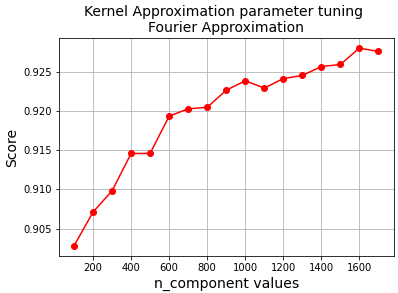 Kernel Approximation parameter tuning
Fourier Approximation
0.925
0.920
0.915
0.910
0.905
Score
200 400 600 800 1000 1200 1400 1600
n_component values